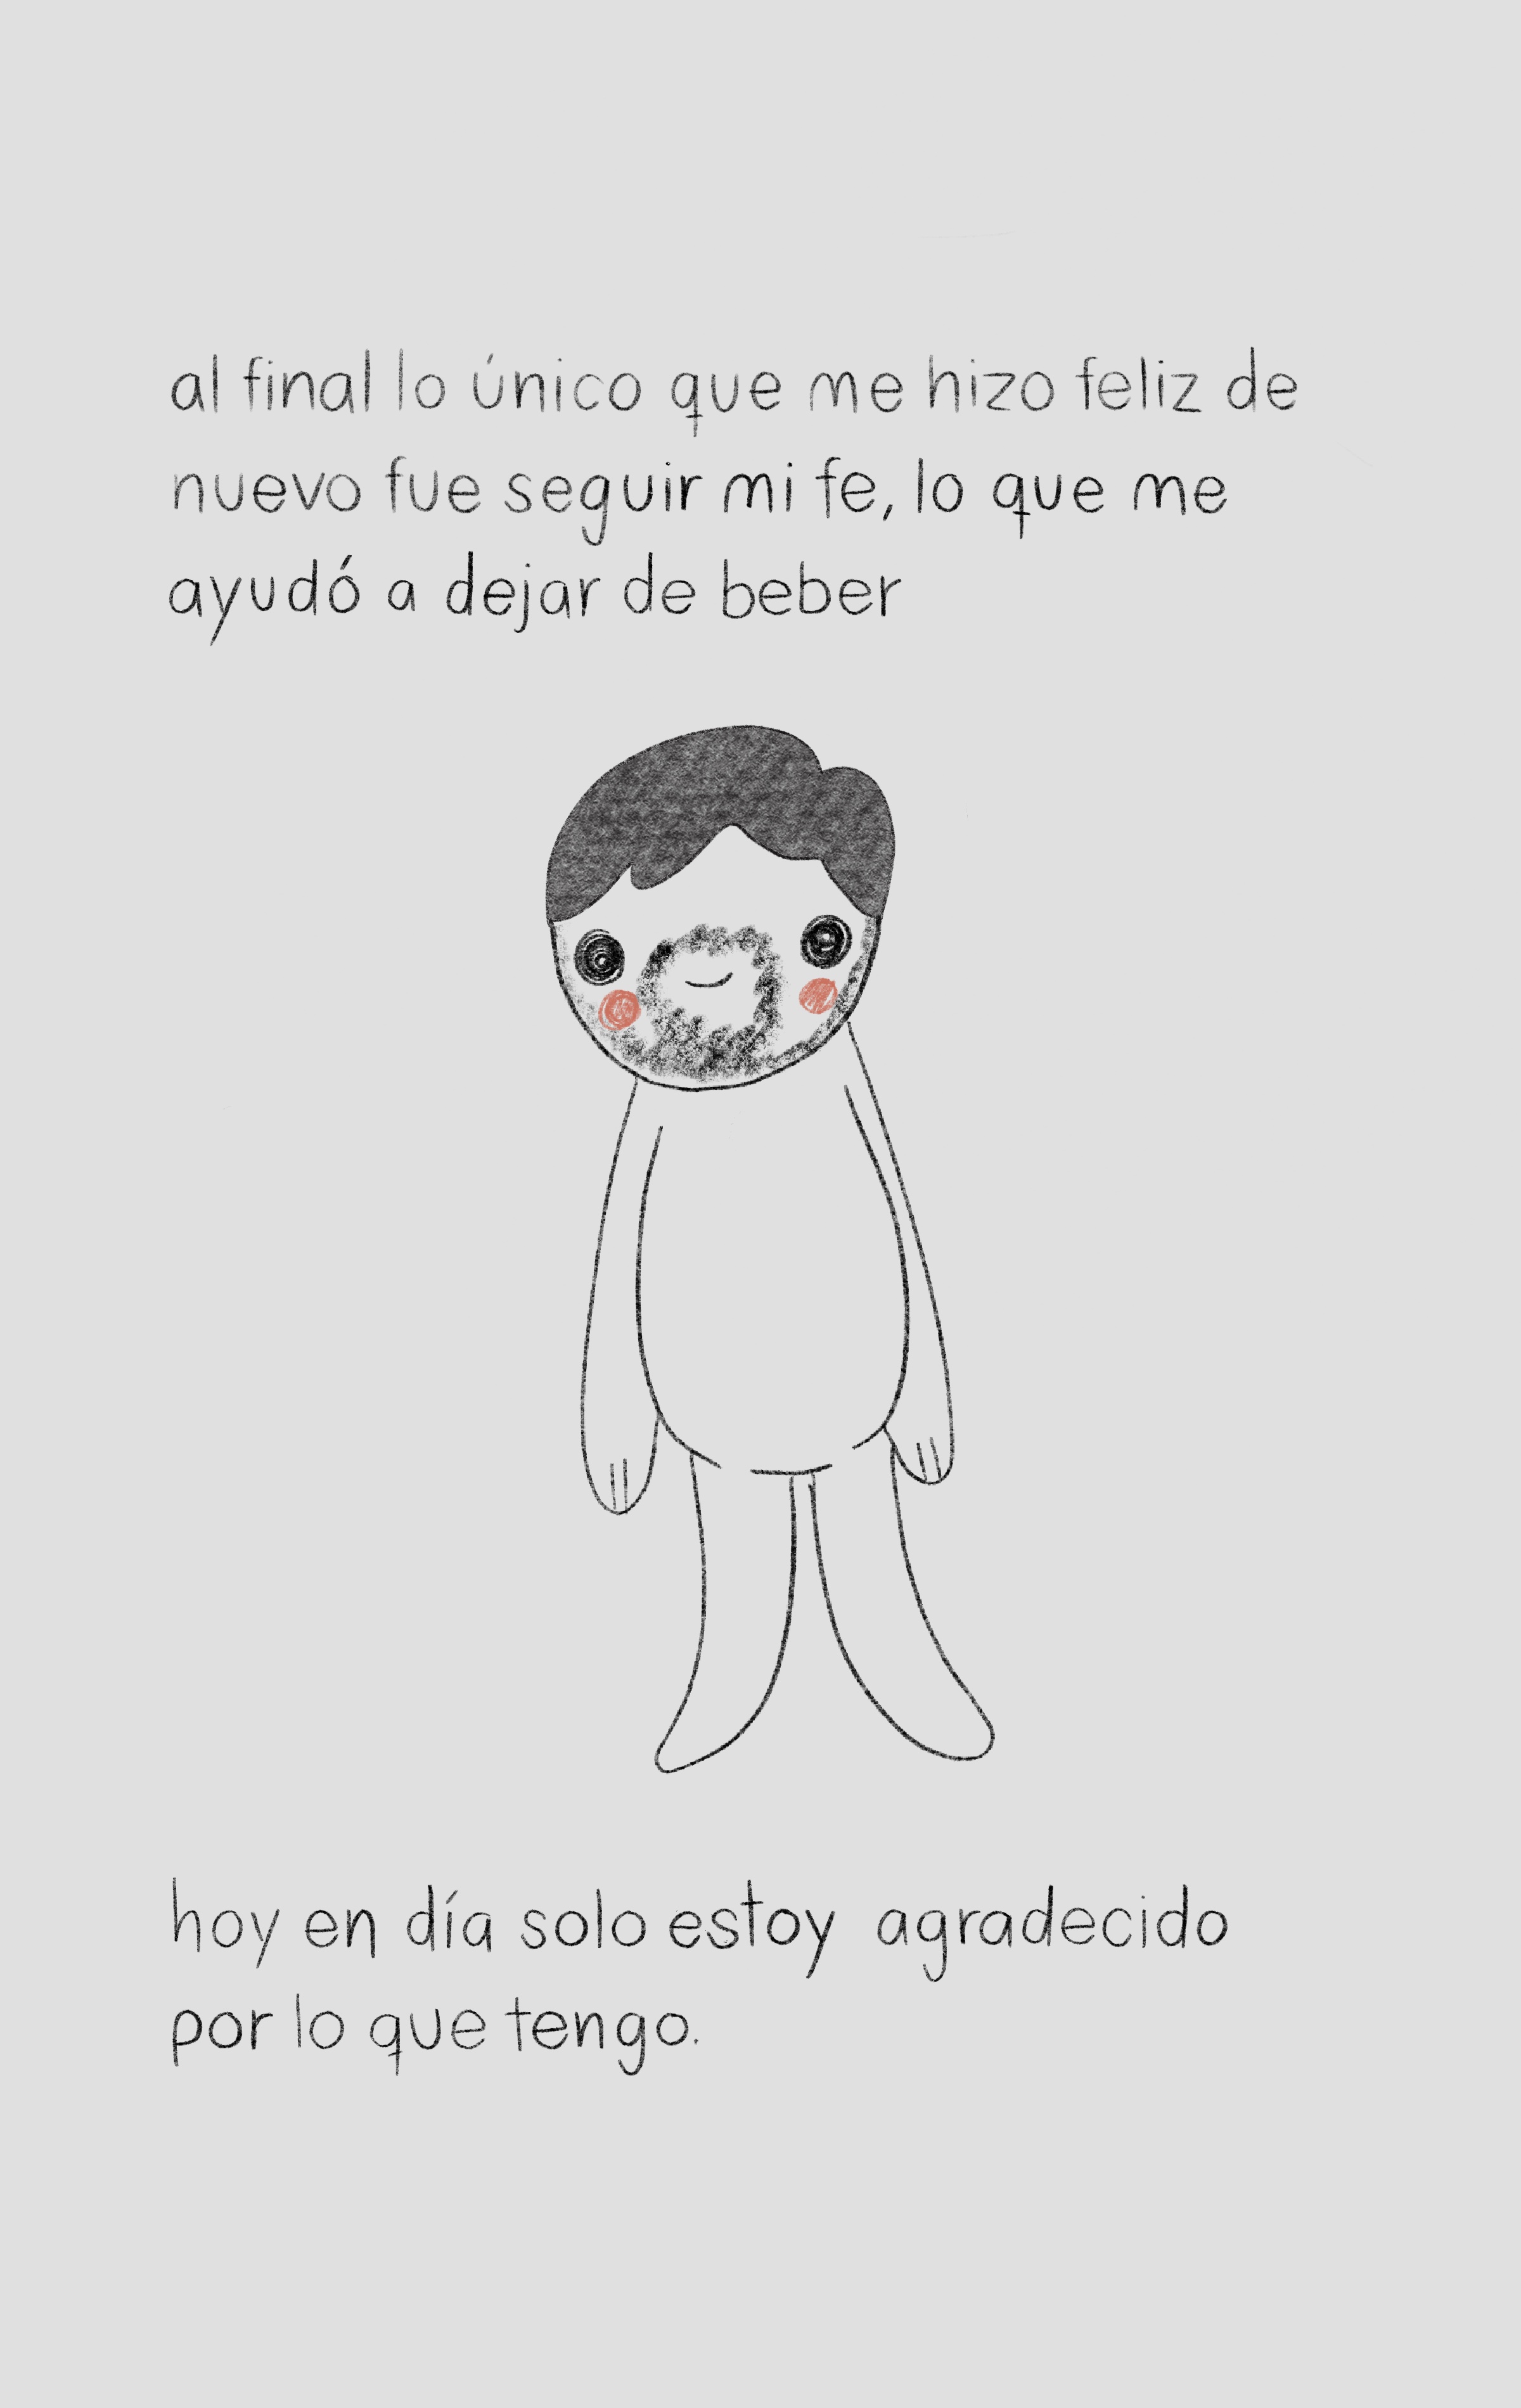 al final lo único que me hizo feliz de
nuevo fue seguir mi fe, lo que me
ayudó a dejar de beber
hoy en día solo estoy agradecido
por lo que tengo.